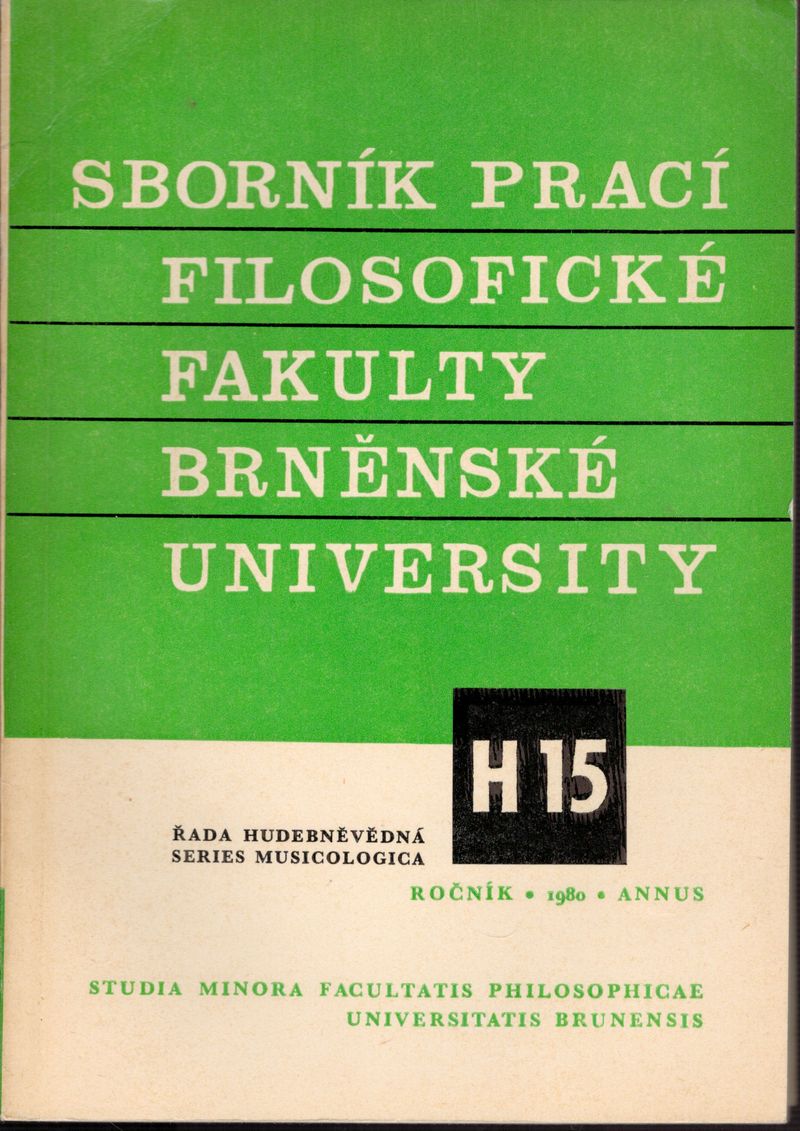 SBORNÍK PRACÍ
FILOSOFICKÉ
FAKULTY
BRNĚNSKÉ
UNIVERSITY
H 15
ŘADA HUDEBNĚVĚDNÁ
SERIES MUSICOLOGICA
ROČNÍK • 1980 • ANNUS
STUDIA MINORA FACULTATIS PHILOSOPHICAE
UNIVERSITATIS BRUNENSIS